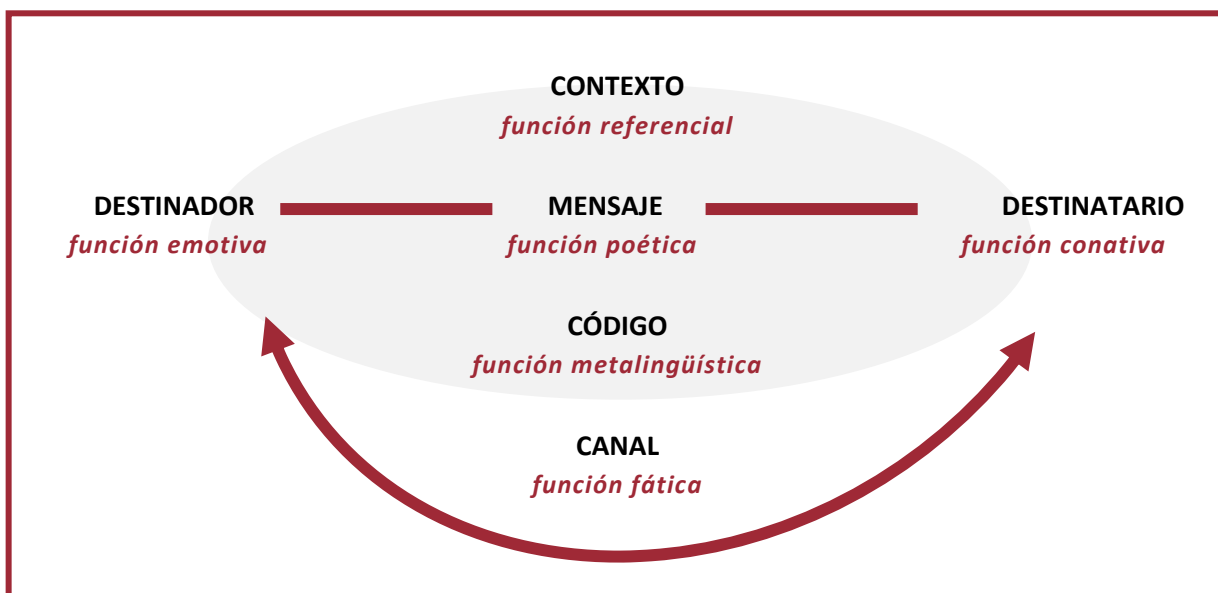 CONTEXTO
función referencial
DESTINADOR
función emotiva
MENSAJE
función poética
DESTINATARIO
función conativa
CÓDIGO
función metalingüística
CANAL
función fática